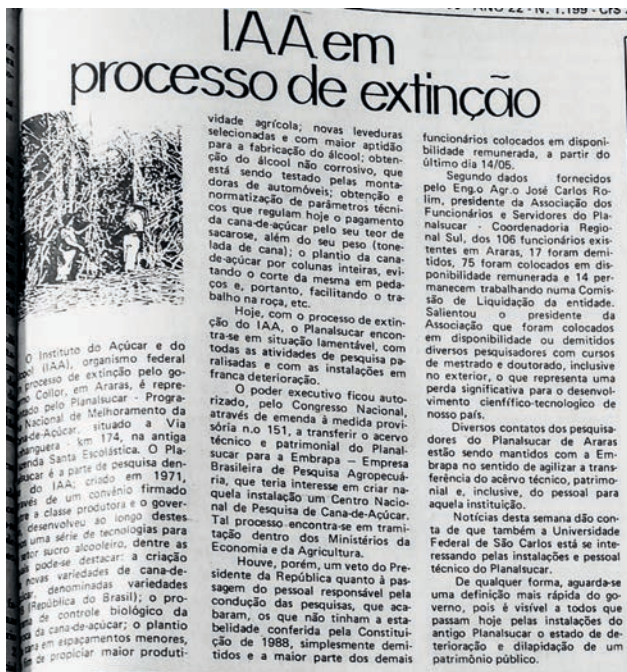 ANO 22 - N. 1.199 - Cr$
IAA em
processo de extinção
O Instituto do Açúcar e do
(IAA), organismo federal
processo de extinção pelo go-
Collor, em Araras, é repre-
pelo Planalsucar - Progra-
Nacional de Melhoramento da
de-Açúcar, situado a Via
km 174, na antiga
Santa Escolástica. O Pla-
é a parte de pesquisa den-
do IAA; criado em 1971,
de um convênio firmado
a classe produtora e o gover-
desenvolveu ao longo destes
uma série de tecnologias para
sucro alcooleiro, dentre as
pode-se destacar: a criação
novas variedades de cana-de-
denominadas variedades
(República do Brasil); o pro-
de controle biológico da
da cana-de-açúcar; o plantio
em espaçamentos menores,
de propiciar maior produti-
vidade agrícola; novas leveduras
selecionadas e com maior aptidão
para a fabricação do álcool; obten-
ção do álcool não corrosivo, que
está sendo testado pelas monta-
doras de automóveis; obtenção e
normatização de parâmetros técni-
cos que regulam hoje o pagamento
da cana-de-açúcar pelo seu teor de
sacarose, além do seu peso (tone-
lada de cana); o plantio da cana-
de-açúcar por colunas inteiras, evi-
tando o corte da mesma em peda-
ços e, portanto, facilitando o tra-
balho na roça, etc.
Hoje, com o processo de extin-
ção do IAA, o Planalsucar encon-
tra-se em situação lamentável, com
todas as atividades de pesquisa pa-
ralisadas e com as instalações em
franca deterioração.
O poder executivo ficou auto-
rizado, pelo Congresso Nacional,
através de emenda à medida provi-
sória n.o 151, a transferir o acervo
técnico e patrimonial do Planal-
sucar para a Embrapa — Empresa
Brasileira de Pesquisa Agropecuá-
ria, que teria interesse em criar na-
quela instalação um Centro Nacio-
nal de Pesquisa de Cana-de-Açúcar.
Tal processo encontra-se em trami-
tação dentro dos Ministérios da
Economia e da Agricultura.
Houve, porém, um veto do Pre-
sidente da República quanto à pas-
sagem do pessoal responsável pela
condução das pesquisas, que aca-
baram, os que não tinham a esta-
belidade conferida pela Constitui-
ção de 1988, simplesmente demi-
tidos e a maior parte dos demais
funcionários colocados em disponi-
bilidade remunerada, a partir do
último dia 14/05.
Segundo dados fornecidos
pelo Eng.o Agr.o José Carlos Ro-
lim, presidente da Associação dos
Funcionários e Servidores do Pla-
nalsucar - Coordenadoria Regio-
nal Sul, dos 106 funcionários exis-
tentes em Araras, 17 foram demi-
tidos, 75 foram colocados em dis-
ponibilidade remunerada e 14 per-
manecem trabalhando numa Comis-
são de Liquidação da entidade.
Salientou o presidente da
Associação que foram colocados
em disponibilidade ou demitidos
diversos pesquisadores com cursos
de mestrado e doutorado, inclusive
no exterior, o que representa uma
perda significativa para o desenvol-
vimento cienfífico-tecnologico de
nosso país.
Diversos contatos dos pesquisa-
dores do Planalsucar de Araras
estão sendo mantidos com a Em-
brapa no sentido de agilizar a trans-
ferência do acêrvo técnico, patrimo-
nial e, inclusive, do pessoal para
aquela instituição.
Notícias desta semana dão con-
ta de que também a Universidade
Federal de São Carlos está se inte-
ressando pelas instalações e pessoal
técnico do Planalsucar.
De qualquer forma, aguarda-se
uma definição mais rápida do go-
verno, pois é visível a todos que
passam hoje pelas instalações do
antigo Planalsucar o estado de de-
terioração e dilapidação de um
patrimônio público.